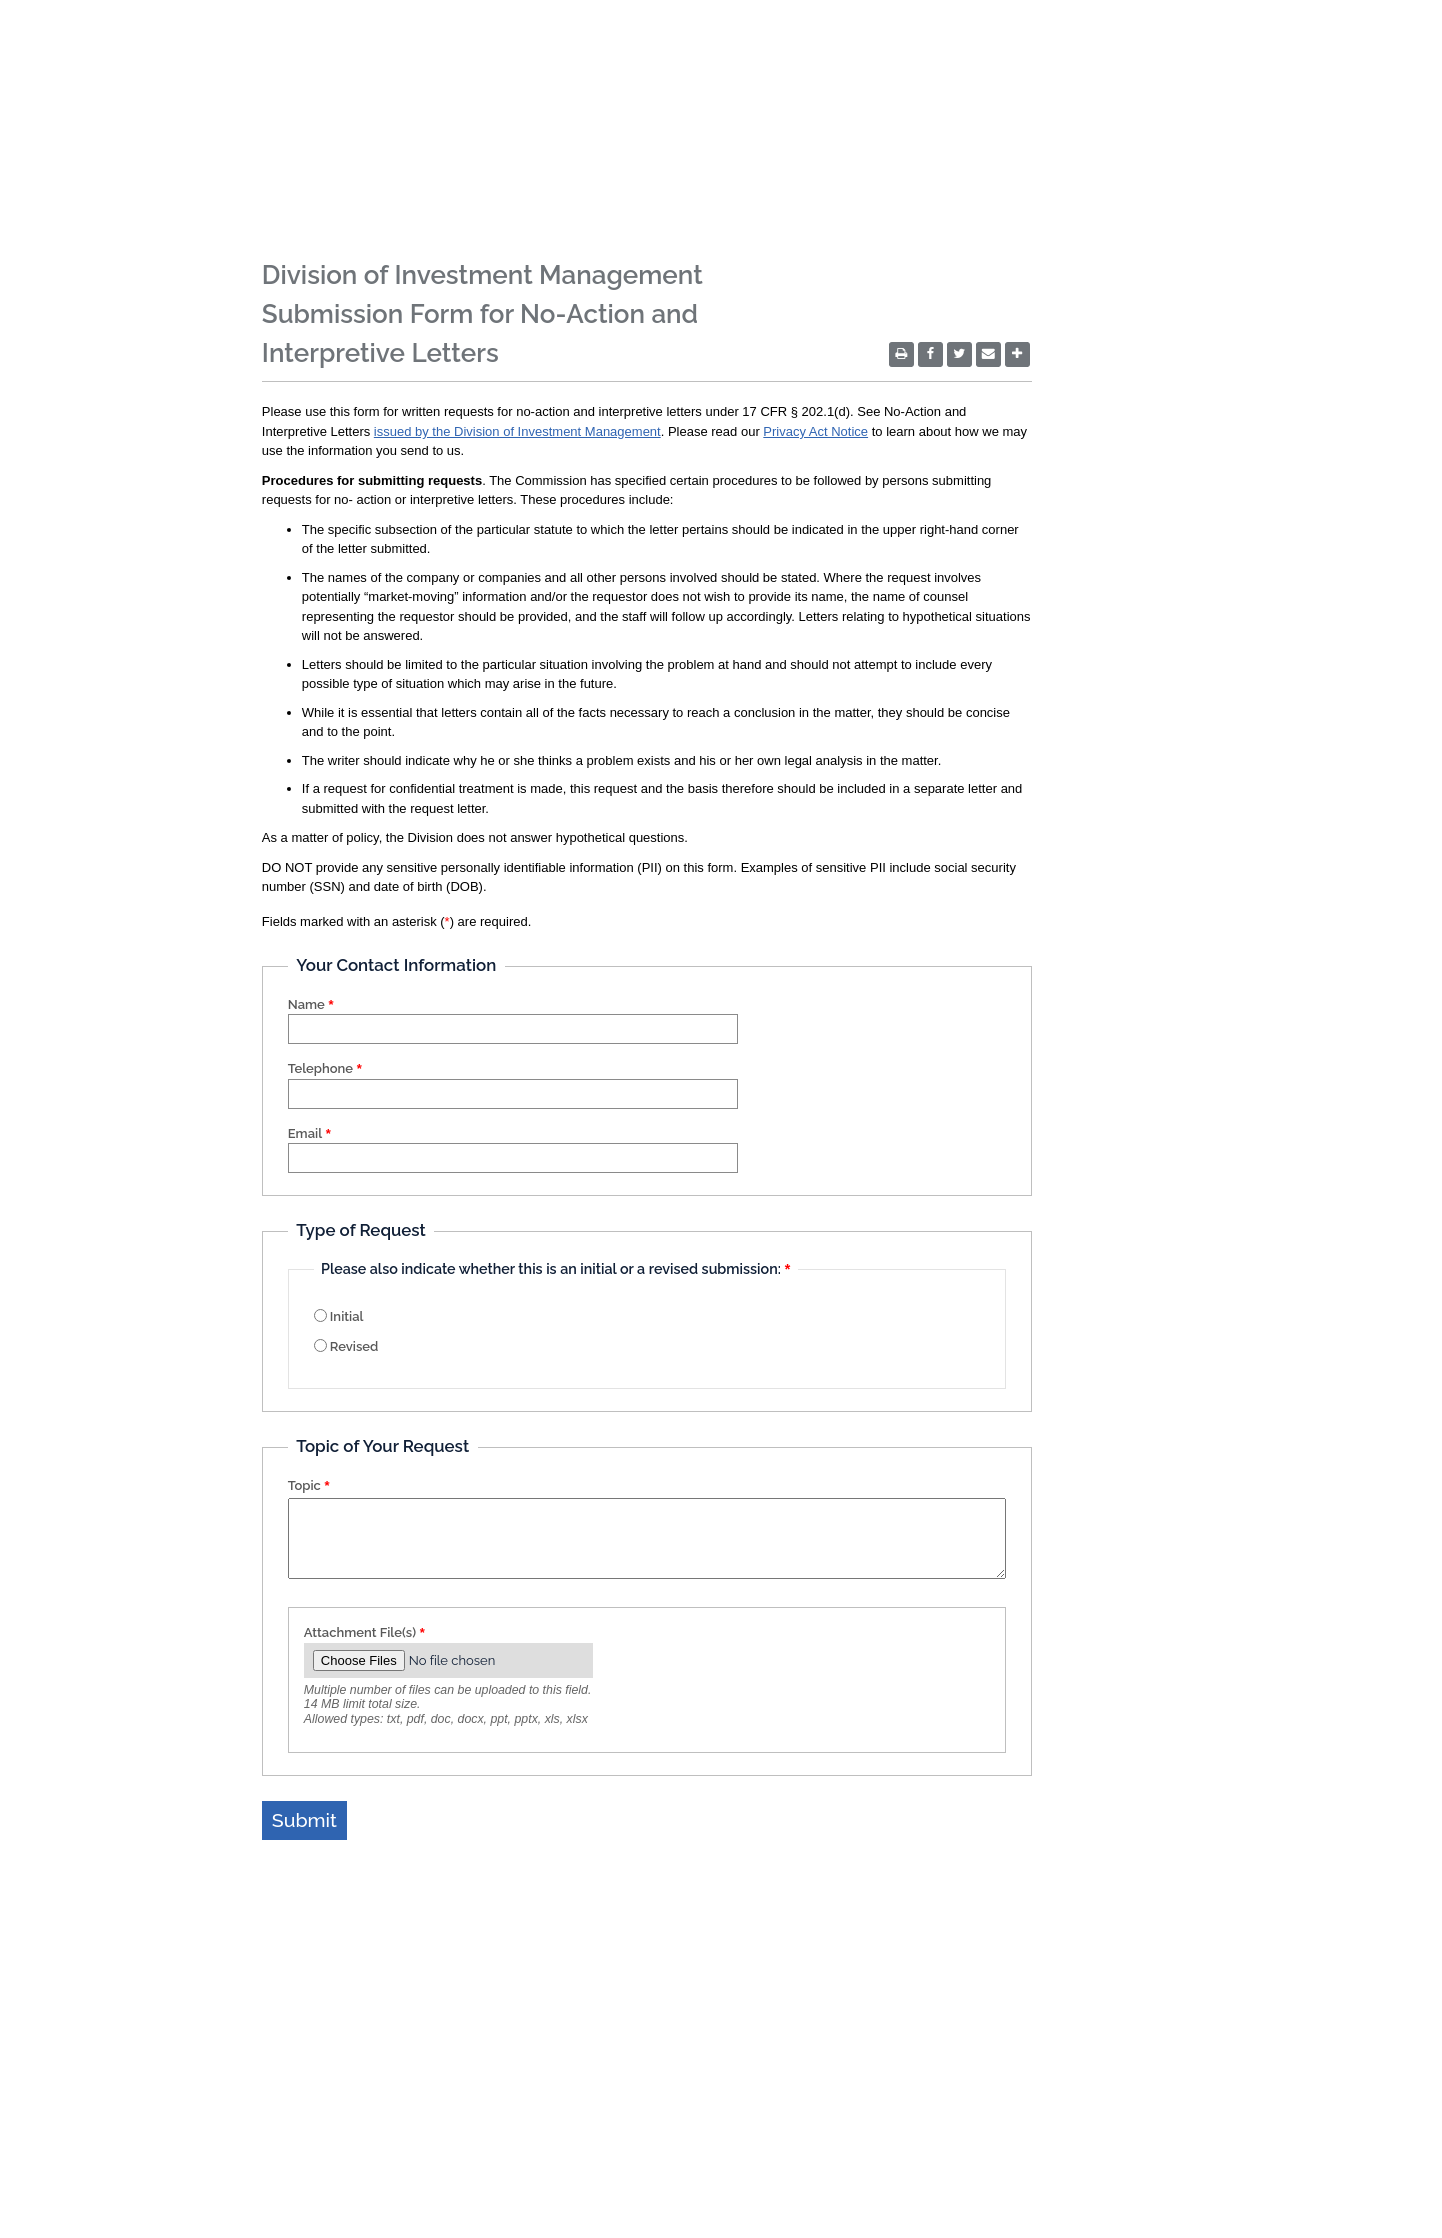 Division of Investment Management
Submission Form for No-Action and
Interpretive Letters
Please use this form for written requests for no-action and interpretive letters under 17 CFR § 202.1(d). See No-Action and
Interpretive Letters issued by the Division of Investment Management. Please read our Privacy Act Notice to learn about how we may
use the information you send to us.
Procedures for submitting requests. The Commission has specified certain procedures to be followed by persons submitting
requests for no- action or interpretive letters. These procedures include:
• The specific subsection of the particular statute to which the letter pertains should be indicated in the upper right-hand corner
of the letter submitted.
• The names of the company or companies and all other persons involved should be stated. Where the request involves
potentially “market-moving” information and/or the requestor does not wish to provide its name, the name of counsel
representing the requestor should be provided, and the staff will follow up accordingly. Letters relating to hypothetical situations
will not be answered.
• Letters should be limited to the particular situation involving the problem at hand and should not attempt to include every
possible type of situation which may arise in the future.
• While it is essential that letters contain all of the facts necessary to reach a conclusion in the matter, they should be concise
and to the point.
• The writer should indicate why he or she thinks a problem exists and his or her own legal analysis in the matter.
• If a request for confidential treatment is made, this request and the basis therefore should be included in a separate letter and
submitted with the request letter.
As a matter of policy, the Division does not answer hypothetical questions.
DO NOT provide any sensitive personally identifiable information (PII) on this form. Examples of sensitive PII include social security
number (SSN) and date of birth (DOB).
Fields marked with an asterisk (*) are required.
Your Contact Information
Name *
Telephone *
Email *
Type of Request
Please also indicate whether this is an initial or a revised submission: *
Initial
Revised
Topic of Your Request
Topic *
Attachment File(s) *
Choose Files No file chosen
Multiple number of files can be uploaded to this field.
14 MB limit total size.
Allowed types: txt, pdf, doc, docx, ppt, pptx, xls, xlsx
Submit